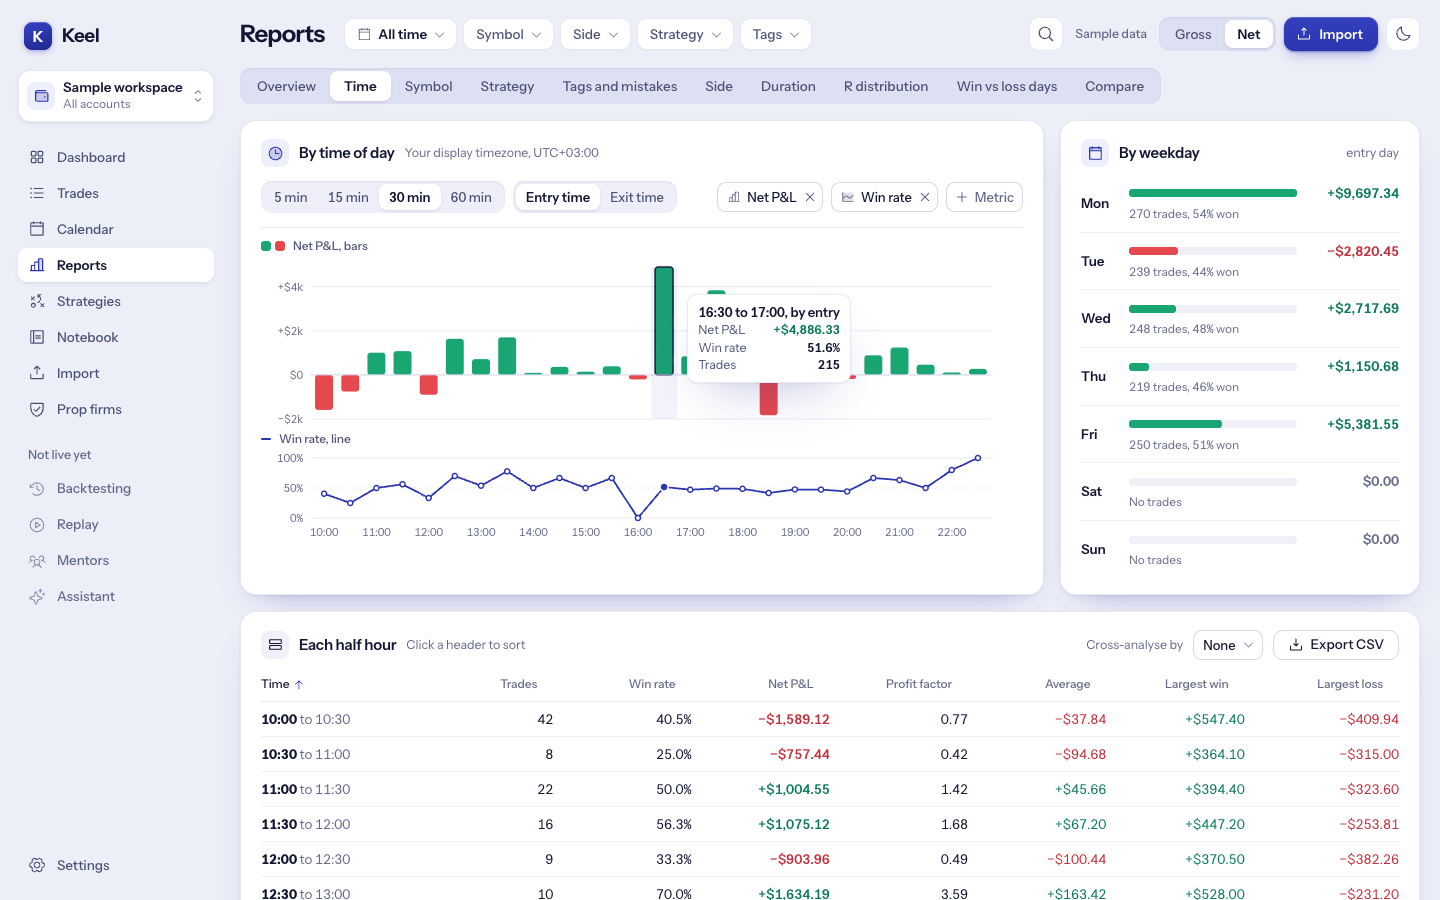 Keel
Reports
All time
Symbol
Side
Strategy
Tags
Sample data
Gross
Net
Import
Sample workspace
All accounts
Dashboard
Trades
Calendar
Reports
Strategies
Notebook
Import
Prop firms
Not live yet
Backtesting
Replay
Mentors
Assistant
Settings
Overview
Time
Symbol
Strategy
Tags and mistakes
Side
Duration
R distribution
Win vs loss days
Compare
By time of day
Your display timezone, UTC+03:00
5 min
15 min
30 min
60 min
Entry time
Exit time
Net P&L
Win rate
Metric
Net P&L, bars
+$4k
+$2k
$0
−$2k
16:30 to 17:00, by entry
Net P&L +$4,886.33
Win rate 51.6%
Trades 215
Win rate, line
100%
50%
0%
10:00 11:00 12:00 13:00 14:00 15:00 16:00 17:00 18:00 19:00 20:00 21:00 22:00
By weekday
entry day
Mon
+$9,697.34
270 trades, 54% won
Tue
−$2,820.45
239 trades, 44% won
Wed
+$2,717.69
248 trades, 48% won
Thu
+$1,150.68
219 trades, 46% won
Fri
+$5,381.55
250 trades, 51% won
Sat
$0.00
No trades
Sun
$0.00
No trades
Each half hour
Click a header to sort
Cross-analyse by
None
Export CSV
Time Trades Win rate Net P&L Profit factor Average Largest win Largest loss
10:00 to 10:30 42 40.5% −$1,589.12 0.77 −$37.84 +$547.40 −$409.94
10:30 to 11:00 8 25.0% −$757.44 0.42 −$94.68 +$364.10 −$315.00
11:00 to 11:30 22 50.0% +$1,004.55 1.42 +$45.66 +$394.40 −$323.60
11:30 to 12:00 16 56.3% +$1,075.12 1.68 +$67.20 +$447.20 −$253.81
12:00 to 12:30 9 33.3% −$903.96 0.49 −$100.44 +$370.50 −$382.26
12:30 to 13:00 10 70.0% +$1,634.19 3.59 +$163.42 +$528.00 −$231.20